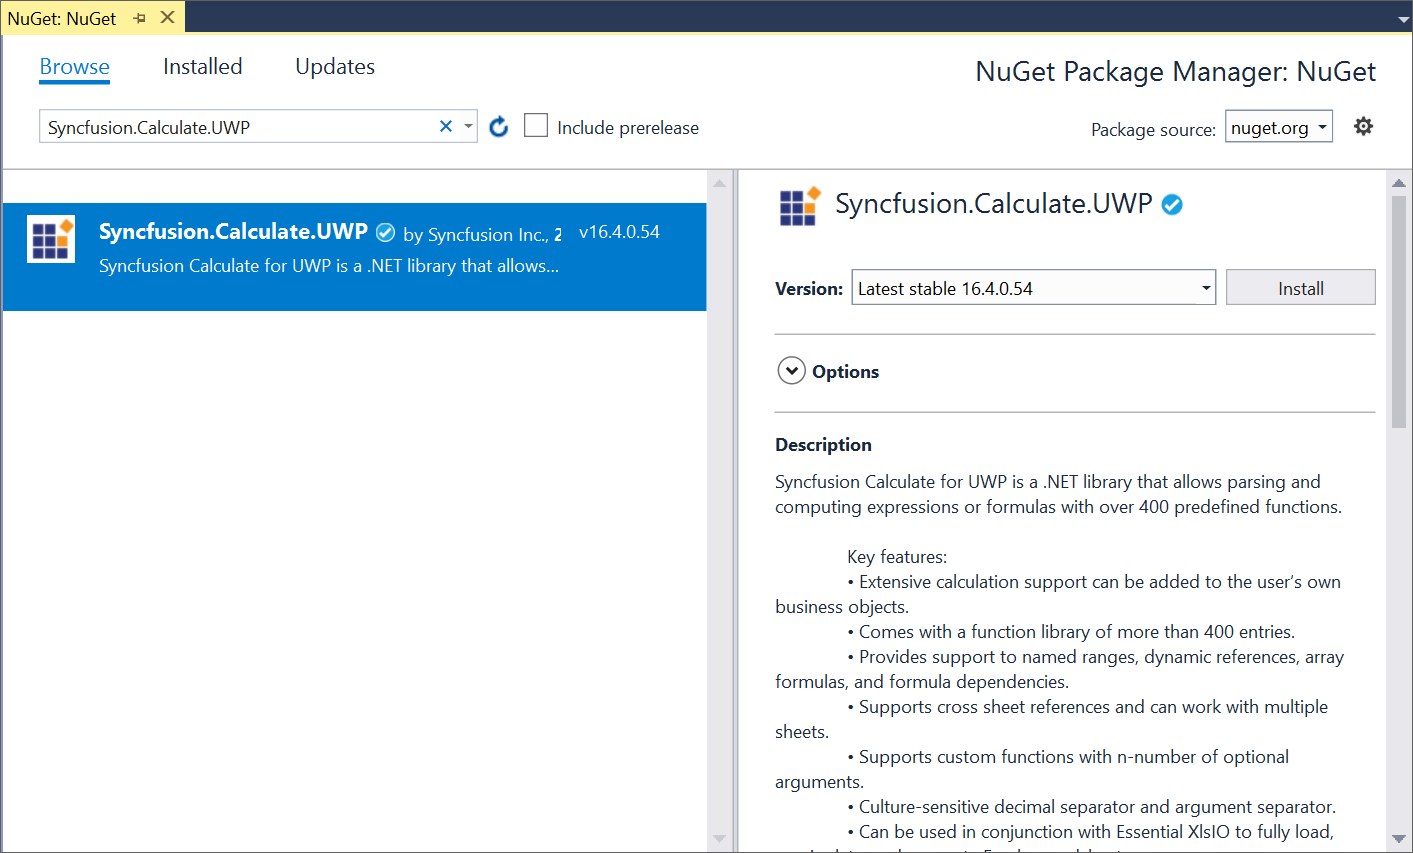 NuGet: NuGet
Browse Installed Updates
NuGet Package Manager: NuGet
Syncfusion.Calculate.UWP
Include prerelease
Package source: nuget.org
Syncfusion.Calculate.UWP by Syncfusion Inc., 2 v16.4.0.54
Syncfusion Calculate for UWP is a .NET library that allows...
Syncfusion.Calculate.UWP
Version: Latest stable 16.4.0.54 Install
Options
Description
Syncfusion Calculate for UWP is a .NET library that allows parsing and
computing expressions or formulas with over 400 predefined functions.
Key features:
• Extensive calculation support can be added to the user's own
business objects.
• Comes with a function library of more than 400 entries.
• Provides support to named ranges, dynamic references, array
formulas, and formula dependencies.
• Supports cross sheet references and can work with multiple
sheets.
• Supports custom functions with n-number of optional
arguments.
• Culture-sensitive decimal separator and argument separator.
• Can be used in conjunction with Essential XlsIO to fully load,